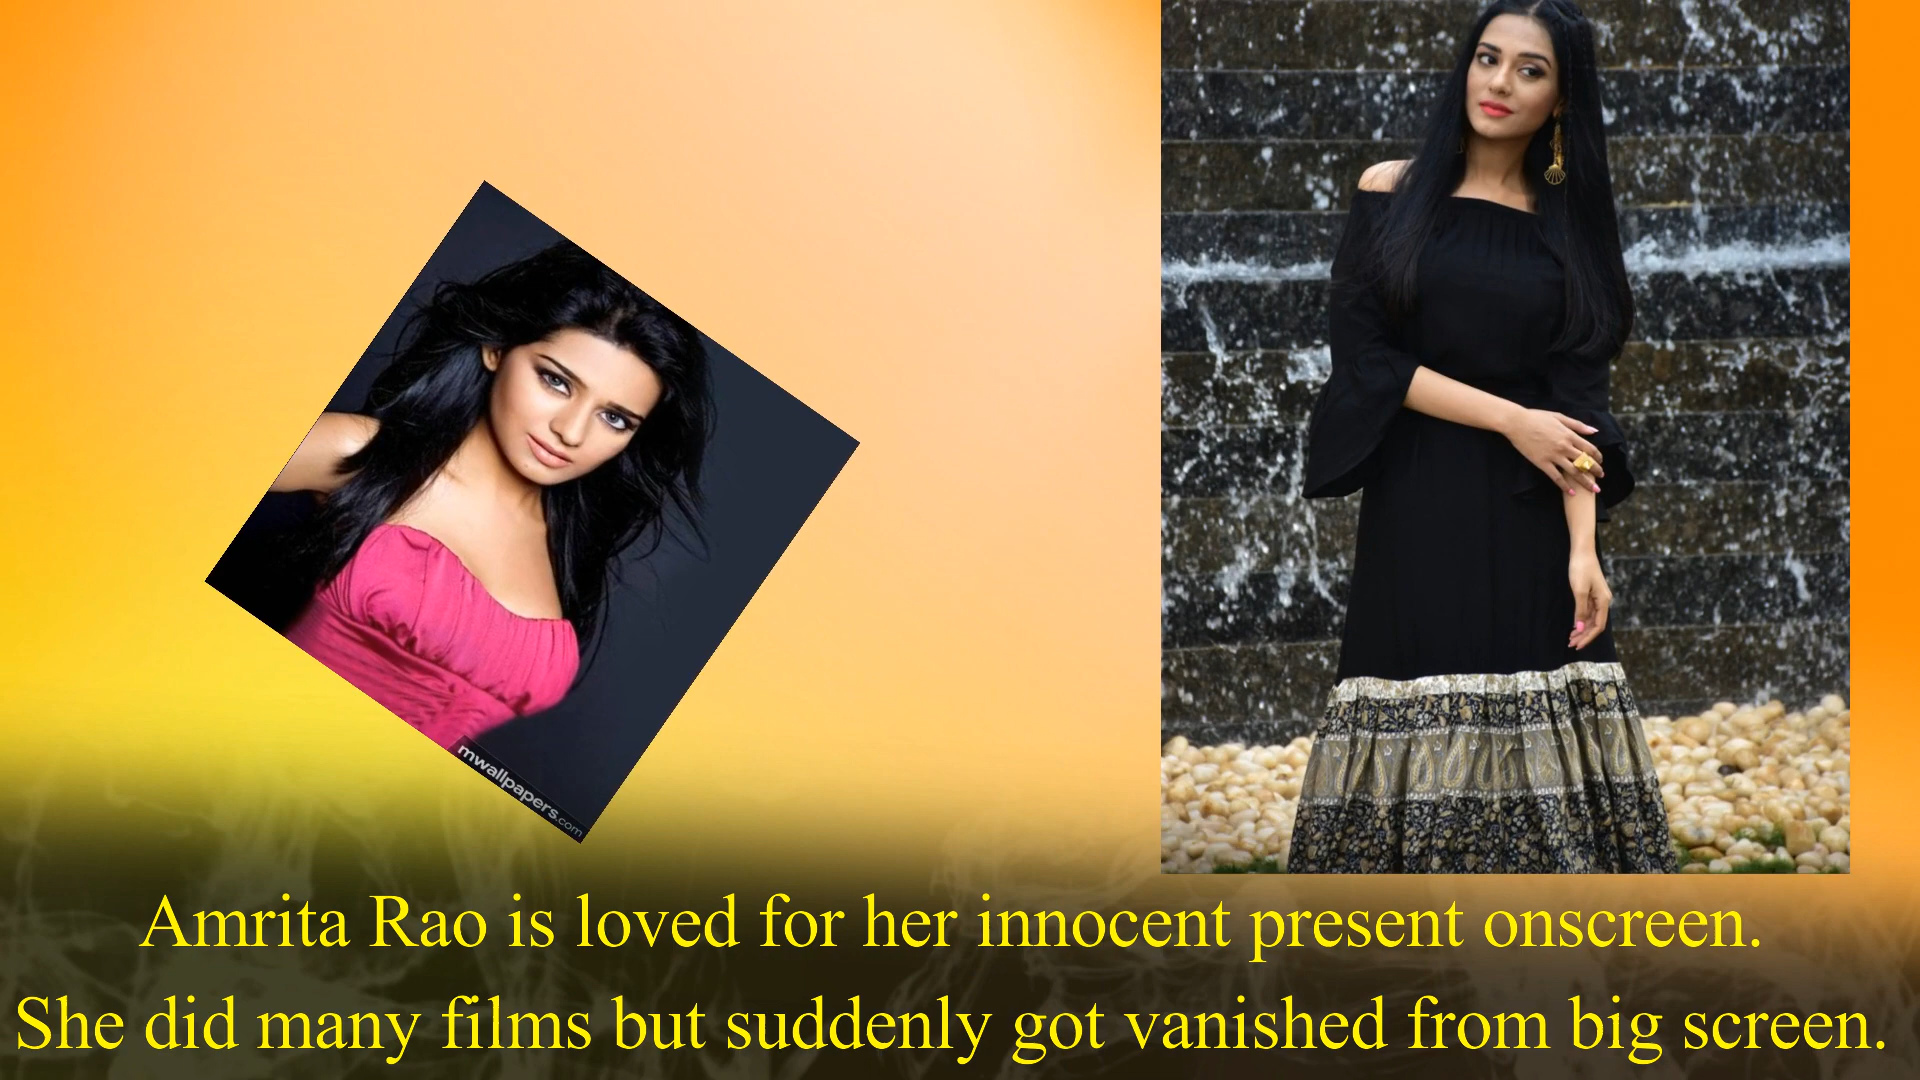 mwallpapers.com
Amrita Rao is loved for her innocent present onscreen.
She did many films but suddenly got vanished from big screen.